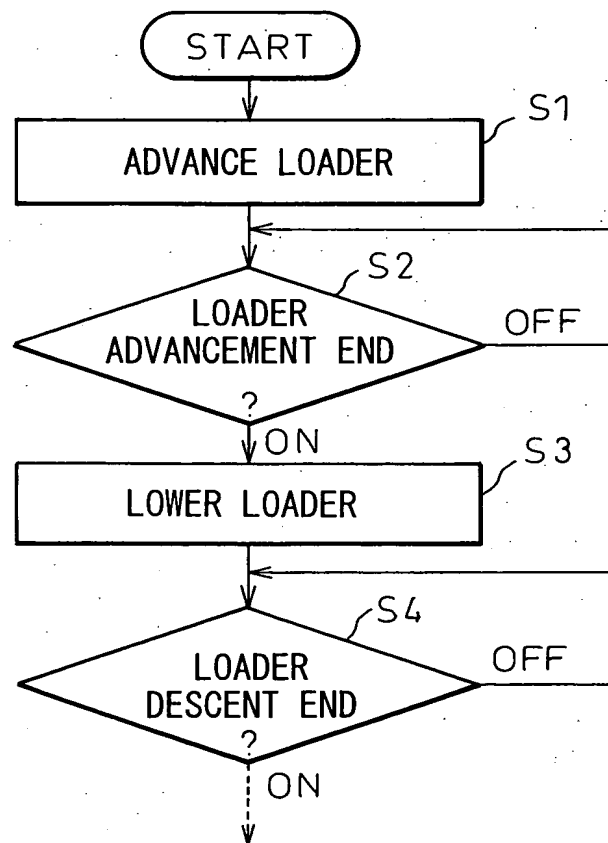 START
S1
ADVANCE LOADER
S2
LOADER
ADVANCEMENT END
?
OFF
ON
S3
LOWER LOADER
S4
LOADER
DESCENT END
?
OFF
ON